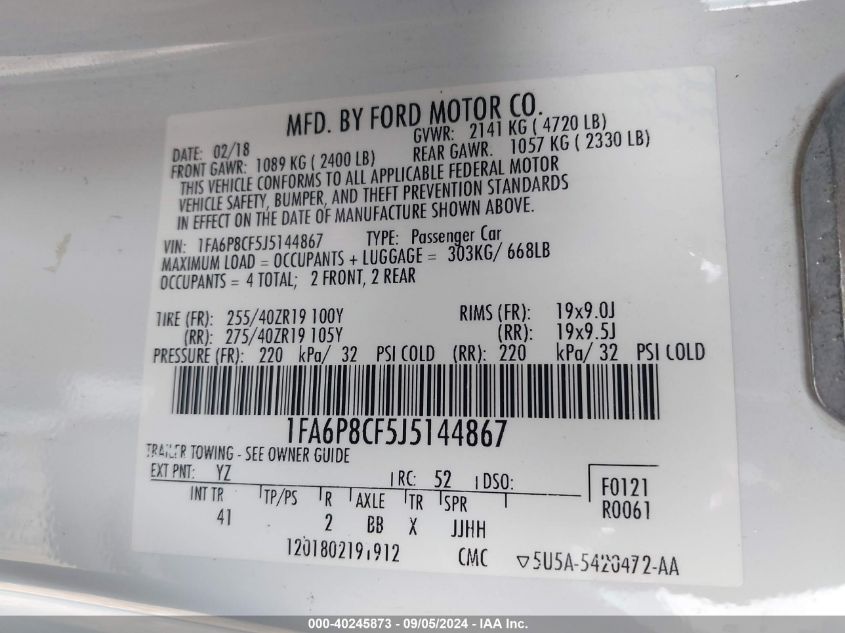 MFD. BY FORD MOTOR CO.
DATE: 02/18 GVWR: 2141 KG ( 4720 LB)
FRONT GAWR: 1089 KG ( 2400 LB) REAR GAWR: 1057 KG ( 2330 LB)
THIS VEHICLE CONFORMS TO ALL APPLICABLE FEDERAL MOTOR
VEHICLE SAFETY, BUMPER, AND THEFT PREVENTION STANDARDS
IN EFFECT ON THE DATE OF MANUFACTURE SHOWN ABOVE.
VIN: 1FA6P8CF5J5144867 TYPE: Passenger Car
MAXIMUM LOAD = OCCUPANTS + LUGGAGE = 303KG/ 668LB
OCCUPANTS = 4 TOTAL; 2 FRONT, 2 REAR
TIRE (FR): 255/40ZR19 100Y RIMS (FR): 19x9.0J
(RR): 275/40ZR19 105Y (RR): 19x9.5J
PRESSURE (FR): 220 kPa/ 32 PSI COLD (RR): 220 kPa/ 32 PSI COLD
1FA6P8CF5J5144867
TRAILER TOWING - SEE OWNER GUIDE
EXT PNT: YZ RC: 52 DSO:
INT TR TP/PS R AXLE TR SPR F0121
41 2 BB X JJHH R0061
120180219 912 CMC ▽5U5A-5420472-AA
000-40245873 - 09/05/2024 - IAA Inc.